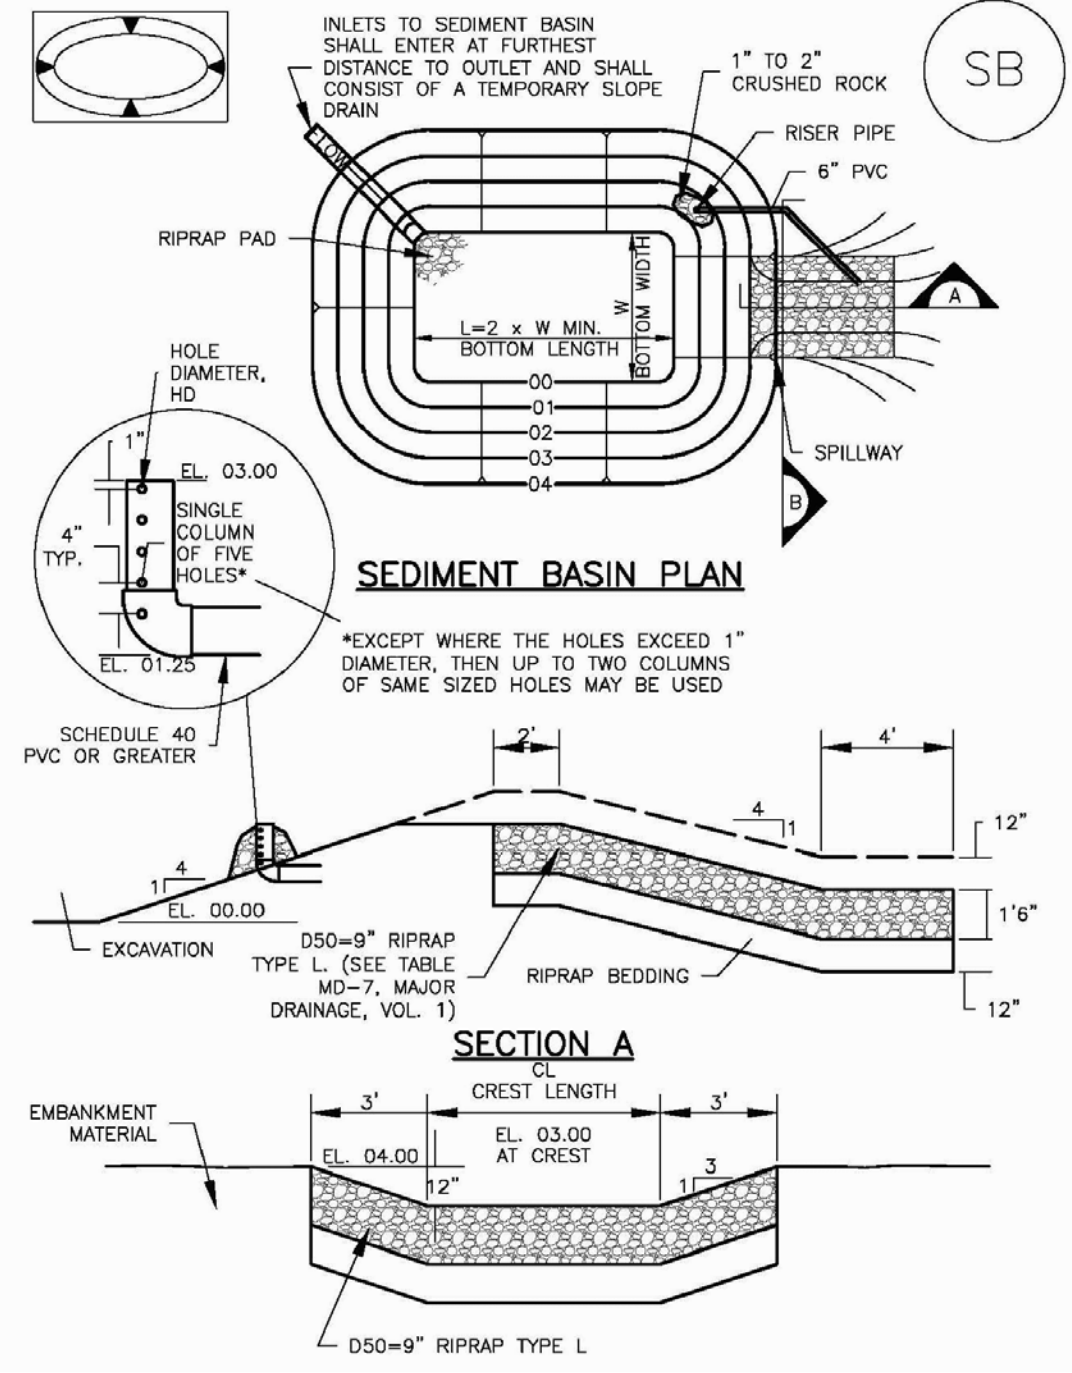 INLETS TO SEDIMENT BASIN
SHALL ENTER AT FURTHEST
DISTANCE TO OUTLET AND SHALL
CONSIST OF A TEMPORARY SLOPE
DRAIN
1" TO 2"
CRUSHED ROCK
SB
RISER PIPE
6" PVC
FLOW
RIPRAP PAD
A
W
BOTTOM WIDTH
L=2 x W MIN.
BOTTOM LENGTH
00
01
02
03
04
SPILLWAY
B
HOLE
DIAMETER,
HD
1"
EL. 03.00
4"
TYP.
SINGLE
COLUMN
OF FIVE
HOLES*
EL. 01.25
SEDIMENT BASIN PLAN
*EXCEPT WHERE THE HOLES EXCEED 1"
DIAMETER, THEN UP TO TWO COLUMNS
OF SAME SIZED HOLES MAY BE USED
SCHEDULE 40
PVC OR GREATER
2'
4'
4
1
12"
4
1
EL. 00.00
EXCAVATION
1'6"
D50=9" RIPRAP
TYPE L. (SEE TABLE
MD-7, MAJOR
DRAINAGE, VOL. 1)
RIPRAP BEDDING
12"
SECTION A
CL
CREST LENGTH
3'
3'
EMBANKMENT
MATERIAL
EL. 04.00
EL. 03.00
AT CREST
12"
3
1
D50=9" RIPRAP TYPE L